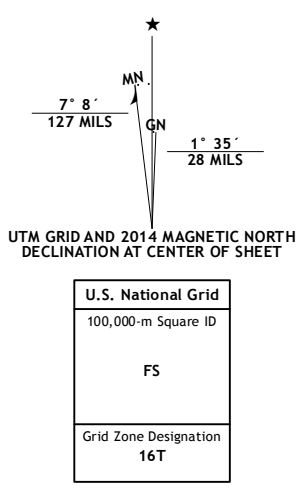 ★
MN
7° 8´
127 MILS
GN
1° 35´
28 MILS
UTM GRID AND 2014 MAGNETIC NORTH
DECLINATION AT CENTER OF SHEET
U.S. National Grid
100,000-m Square ID
FS
Grid Zone Designation
16T